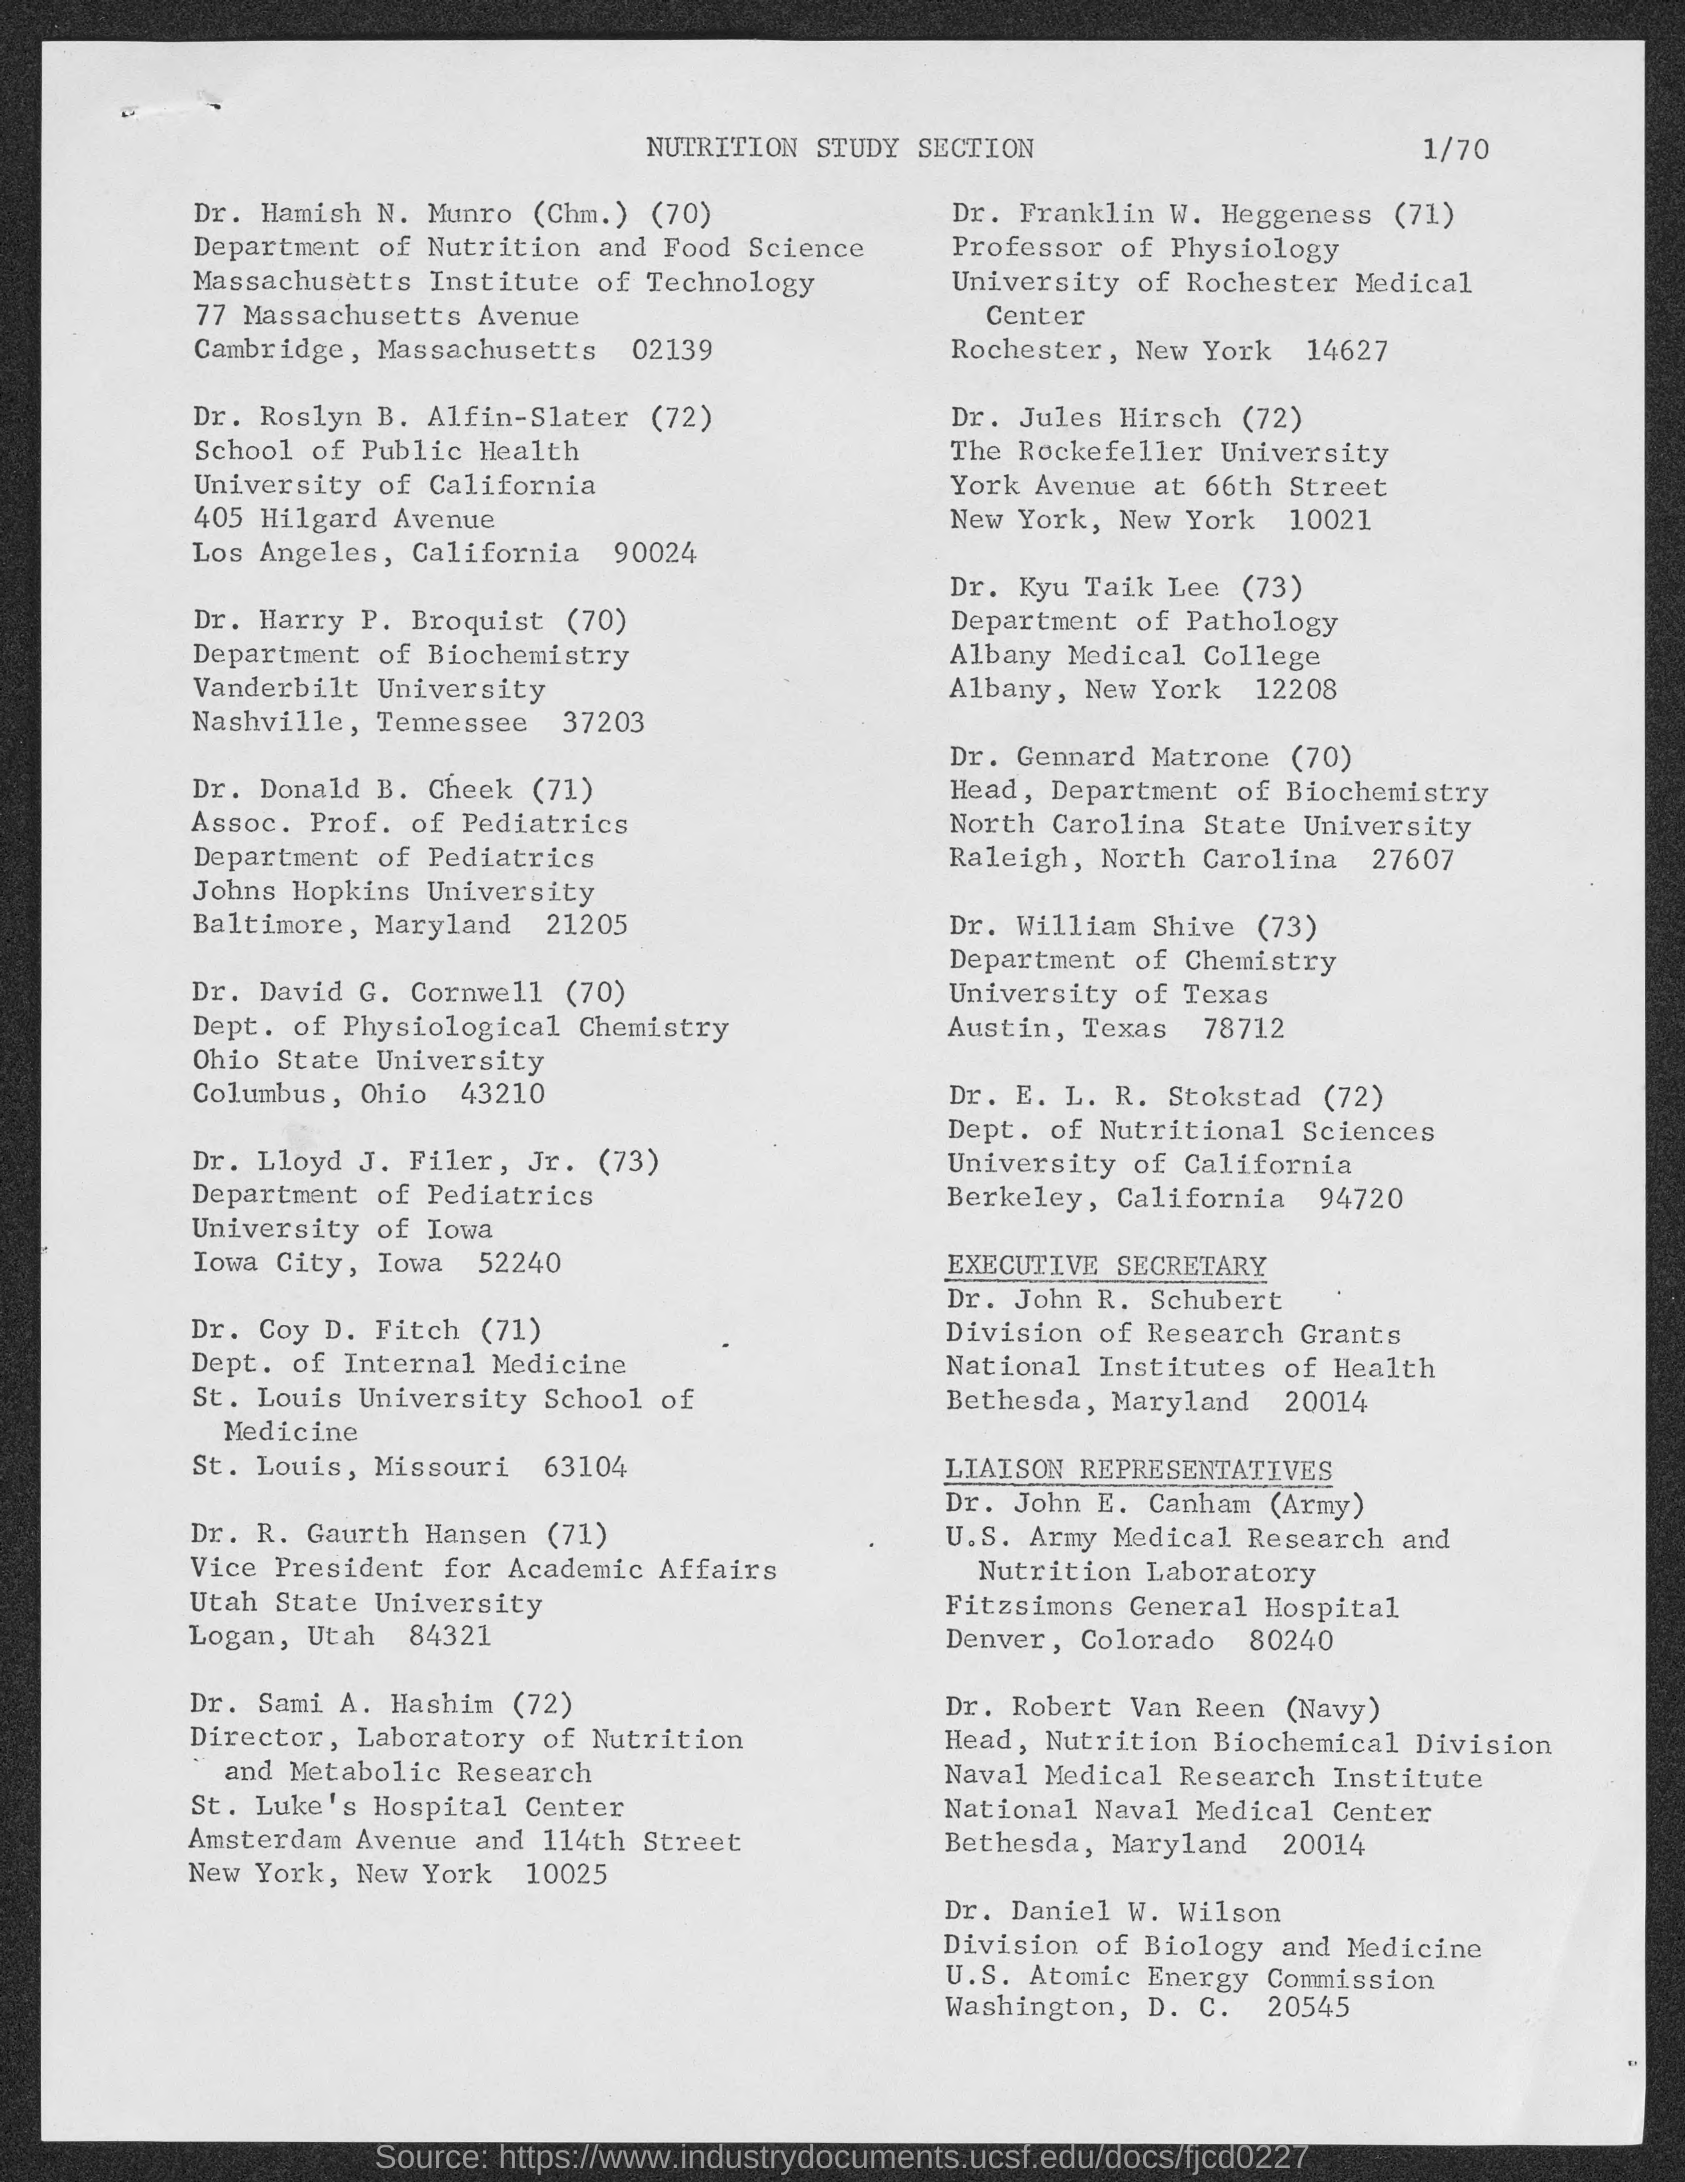 NUTRITION STUDY SECTION
1/70
Dr. Hamish N. Munro (Chm.) (70)
Department of Nutrition and Food Science
Massachusetts Institute of Technology
77 Massachusetts Avenue
Cambridge, Massachusetts 02139
Dr. Roslyn B. Alfin-Slater (72)
School of Public Health
University of California
405 Hilgard Avenue
Los Angeles, California 90024
Dr. Harry P. Broquist (70)
Department of Biochemistry
Vanderbilt University
Nashville, Tennessee 37203
Dr. Donald B. Cheek (71)
Assoc. Prof. of Pediatrics
Department of Pediatrics
Johns Hopkins University
Baltimore, Maryland 21205
Dr. David G. Cornwell (70)
Dept. of Physiological Chemistry
Ohio State University
Columbus, Ohio 43210
Dr. Lloyd J. Filer, Jr. (73)
Department of Pediatrics
University of Iowa
Iowa City, Iowa 52240
Dr. Coy D. Fitch (71)
Dept. of Internal Medicine
St. Louis University School of
Medicine
St. Louis, Missouri 63104
Dr. R. Gaurth Hansen (71)
Vice President for Academic Affairs
Utah State University
Logan, Utah 84321
Dr. Sami A. Hashim (72)
Director, Laboratory of Nutrition
and Metabolic Research
St. Luke's Hospital Center
Amsterdam Avenue and 114th Street
New York, New York 10025
Dr. Franklin W. Heggeness (71)
Professor of Physiology
University of Rochester Medical
Center
Rochester, New York 14627
Dr. Jules Hirsch (72)
The Rockefeller University
York Avenue at 66th Street
New York, New York 10021
Dr. Kyu Taik Lee (73)
Department of Pathology
Albany Medical College
Albany, New York 12208
Dr. Gennard Matrone (70)
Head, Department of Biochemistry
North Carolina State University
Raleigh, North Carolina 27607
Dr. William Shive (73)
Department of Chemistry
University of Texas
Austin, Texas 78712
Dr. E. L. R. Stokstad (72)
Dept. of Nutritional Sciences
University of California
Berkeley, California 94720
EXECUTIVE SECRETARY
Dr. John R. Schubert
Division of Research Grants
National Institutes of Health
Bethesda, Maryland 20014
LIAISON REPRESENTATIVES
Dr. John E. Canham (Army)
U.S. Army Medical Research and
Nutrition Laboratory
Fitzsimons General Hospital
Denver, Colorado 80240
Dr. Robert Van Reen (Navy)
Head, Nutrition Biochemical Division
Naval Medical Research Institute
National Naval Medical Center
Bethesda, Maryland 20014
Dr. Daniel W. Wilson
Division of Biology and Medicine
U.S. Atomic Energy Commission
Washington, D. C. 20545
Source: https://www.industrydocuments.ucsf.edu/docs/fjcd0227